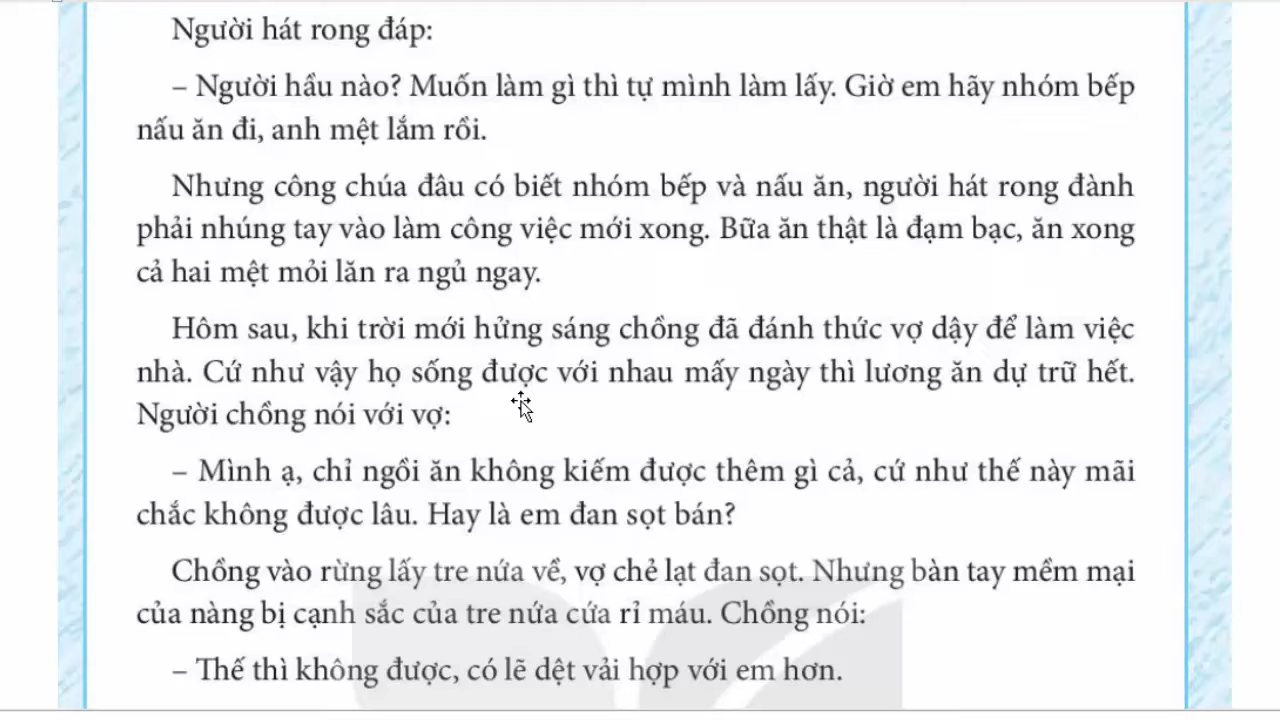 Người hát rong đáp:
– Người hầu nào? Muốn làm gì thì tự mình làm lấy. Giờ em hãy nhóm bếp
nấu ăn đi, anh mệt lắm rồi.
Nhưng công chúa đâu có biết nhóm bếp và nấu ăn, người hát rong đành
phải nhúng tay vào làm công việc mới xong. Bữa ăn thật là đạm bạc, ăn xong
cả hai mệt mỏi lăn ra ngủ ngay.
Hôm sau, khi trời mới hửng sáng chồng đã đánh thức vợ dậy để làm việc
nhà. Cứ như vậy họ sống được với nhau mấy ngày thì lương ăn dự trữ hết.
Người chồng nói với vợ:
– Mình ạ, chỉ ngồi ăn không kiếm được thêm gì cả, cứ như thế này mãi
chắc không được lâu. Hay là em đan sọt bán?
Chồng vào rừng lấy tre nứa về, vợ chẻ lạt đan sọt. Nhưng bàn tay mềm mại
của nàng bị cạnh sắc của tre nứa cứa rỉ máu. Chồng nói:
– Thế thì không được, có lẽ dệt vải hợp với em hơn.